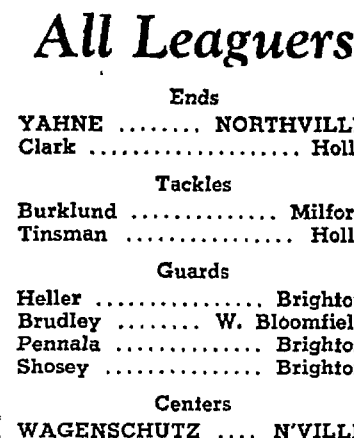 All Leaguers
Ends
YAHNE ........ NORTHVILL
Clark .................... Holl
Tackles
Burklund .............. Milfor
Tinsman ................ Holl
Guards
Heller ................ Brighto
Brudley ........ W. Bloomfiel
Pennala .............. Brighto
Shosey ............... Brighto
Centers
WAGENSCHUTZ .... N'VILL